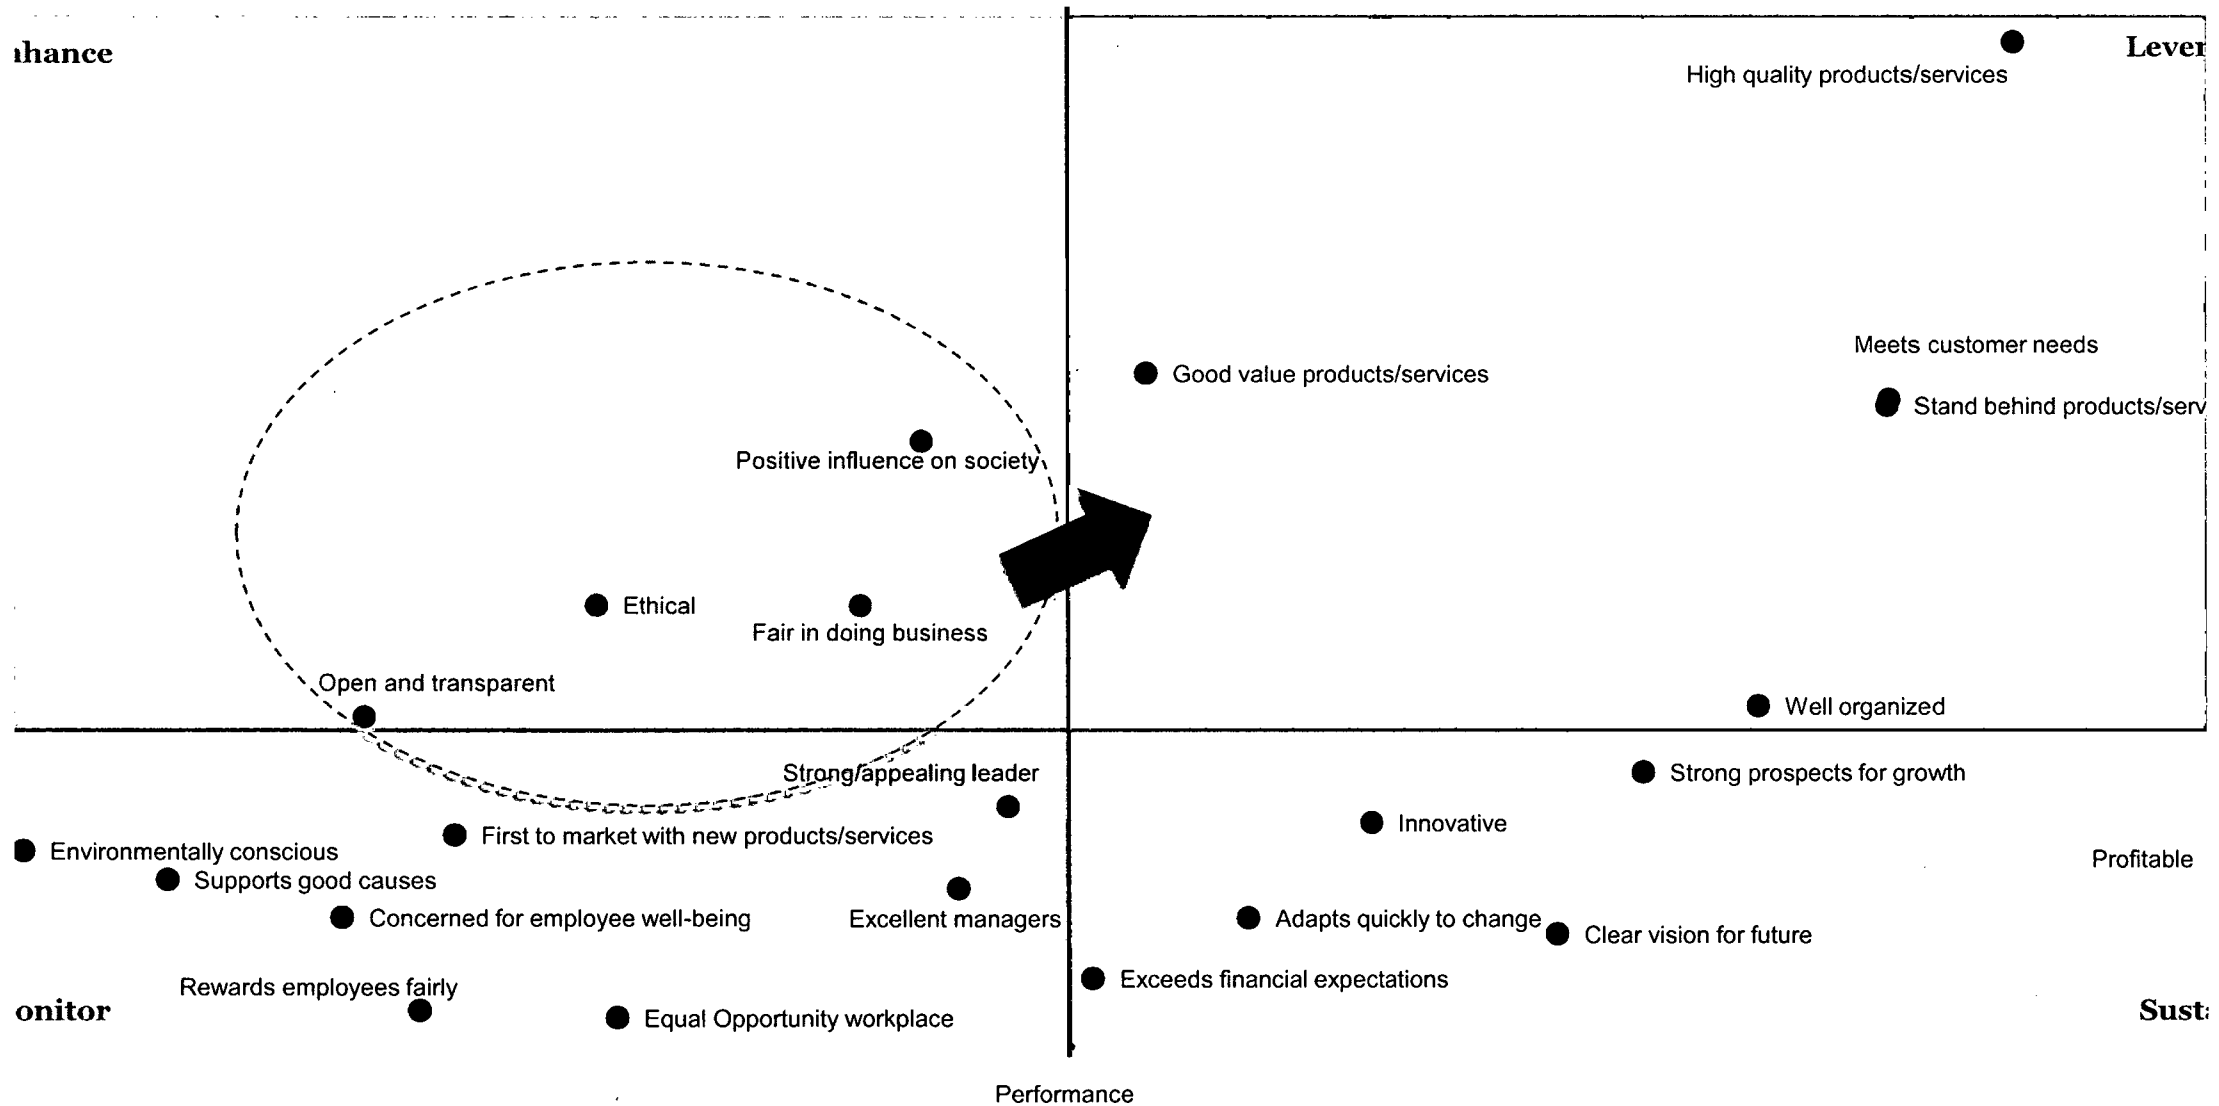 hance
Lever
High quality products/services
Meets customer needs
Good value products/services
Stand behind products/serv
Positive influence on society
Ethical
Fair in doing business
Open and transparent
Well organized
Strong/appealing leader
Strong prospects for growth
First to market with new products/services
Innovative
Environmentally conscious
Profitable
Supports good causes
Concerned for employee well-being
Excellent managers
Adapts quickly to change
Clear vision for future
Exceeds financial expectations
Rewards employees fairly
onitor
Equal Opportunity workplace
Sust
Performance